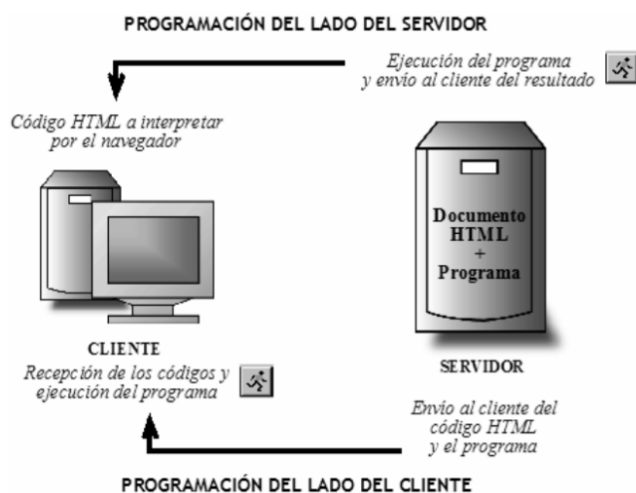 PROGRAMACIÓN DEL LADO DEL SERVIDOR
Ejecución del programa
y envío al cliente del resultado
Código HTML a interpretar
por el navegador
Documento
HTML
+
Programa
CLIENTE
Recepción de los códigos y
ejecución del programa
SERVIDOR
Envío al cliente del
código HTML
y el programa
PROGRAMACIÓN DEL LADO DEL CLIENTE